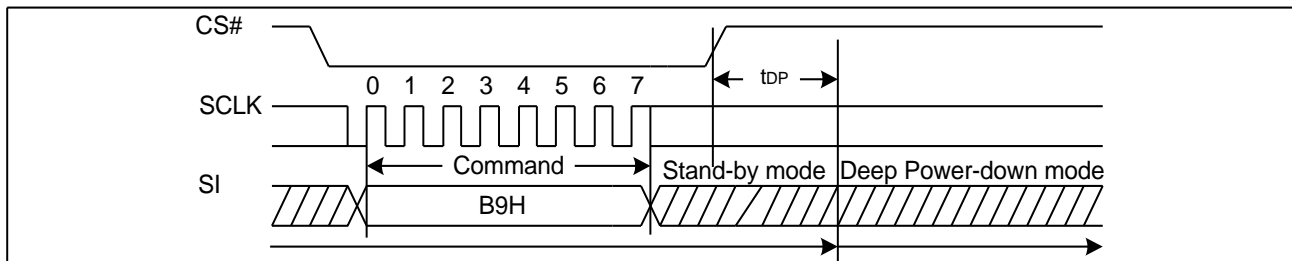 CS#
tDP
0 1 2 3 4 5 6 7
SCLK
Command
Stand-by mode Deep Power-down mode
SI
B9H